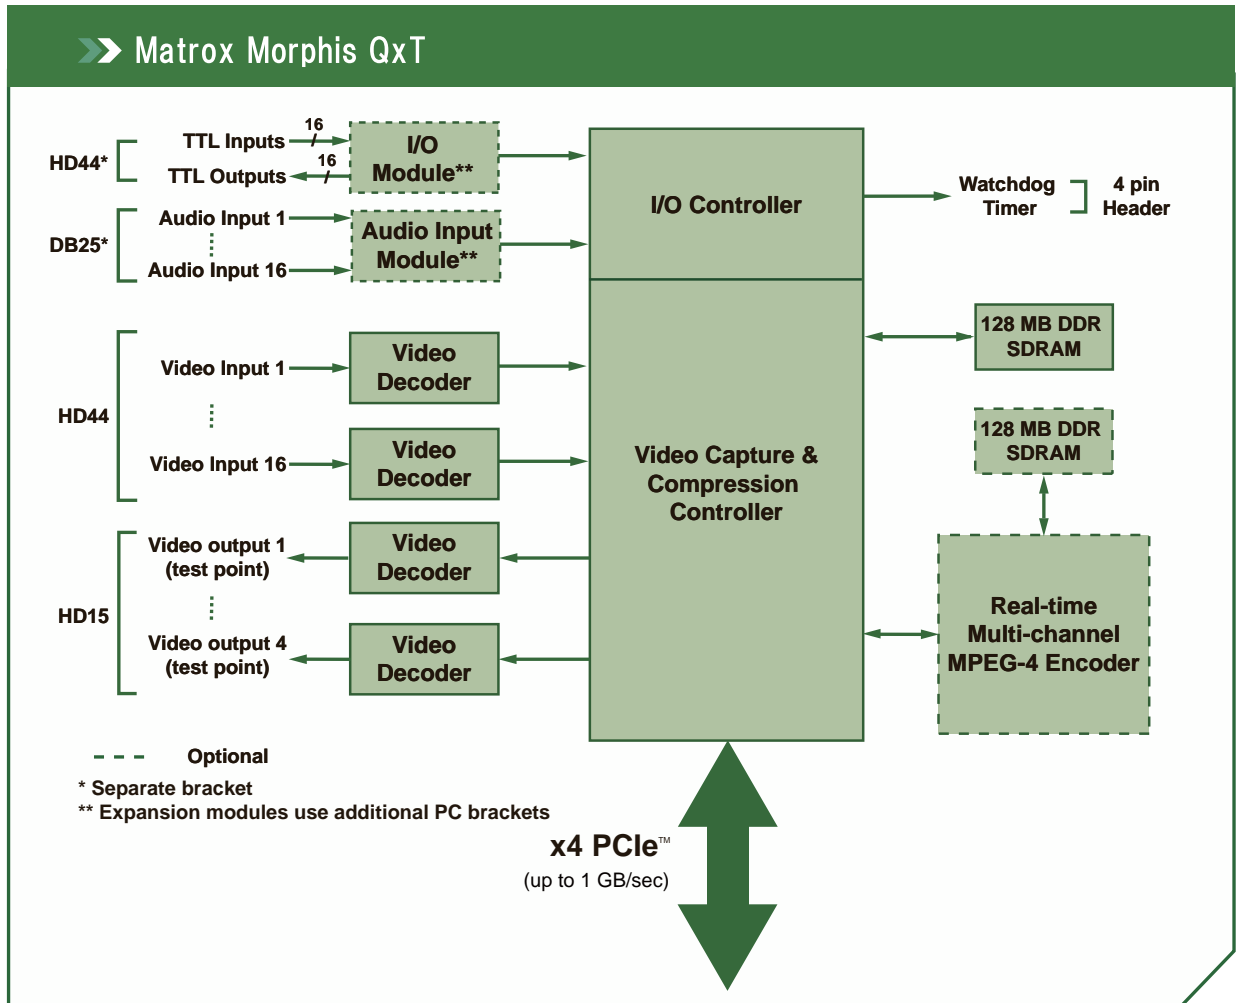 Matrox Morphis QxT
HD44*
TTL Inputs
16
TTL Outputs
16
I/O
Module**
DB25*
Audio Input 1
Audio Input 16
Audio Input
Module**
I/O Controller
Watchdog
Timer
4 pin
Header
HD44
Video Input 1
Video
Decoder
Video Input 16
Video
Decoder
HD15
Video output 1
(test point)
Video
Decoder
Video output 4
(test point)
Video
Decoder
Video Capture &
Compression
Controller
128 MB DDR
SDRAM
128 MB DDR
SDRAM
Real-time
Multi-channel
MPEG-4 Encoder
Optional
* Separate bracket
** Expansion modules use additional PC brackets
x4 PCIe™
(up to 1 GB/sec)